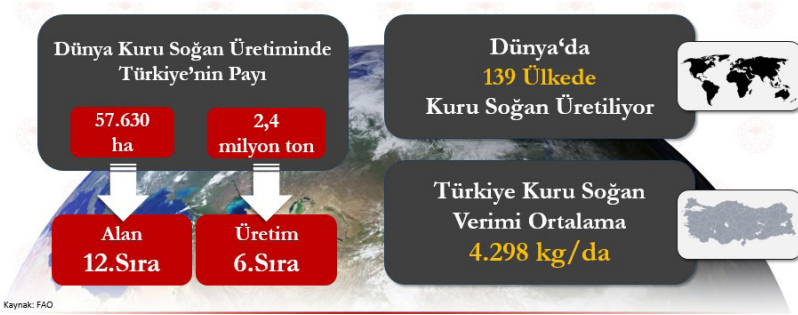 Dünya Kuru Soğan Üretiminde
Türkiye'nin Payı
57.630
ha
2,4
milyon ton
Alan
12.Sıra
Üretim
6.Sıra
Dünya‘da
139 Ülkede
Kuru Soğan Üretiliyor
Türkiye Kuru Soğan
Verimi Ortalama
4.298 kg/da
Kaynak: FAO